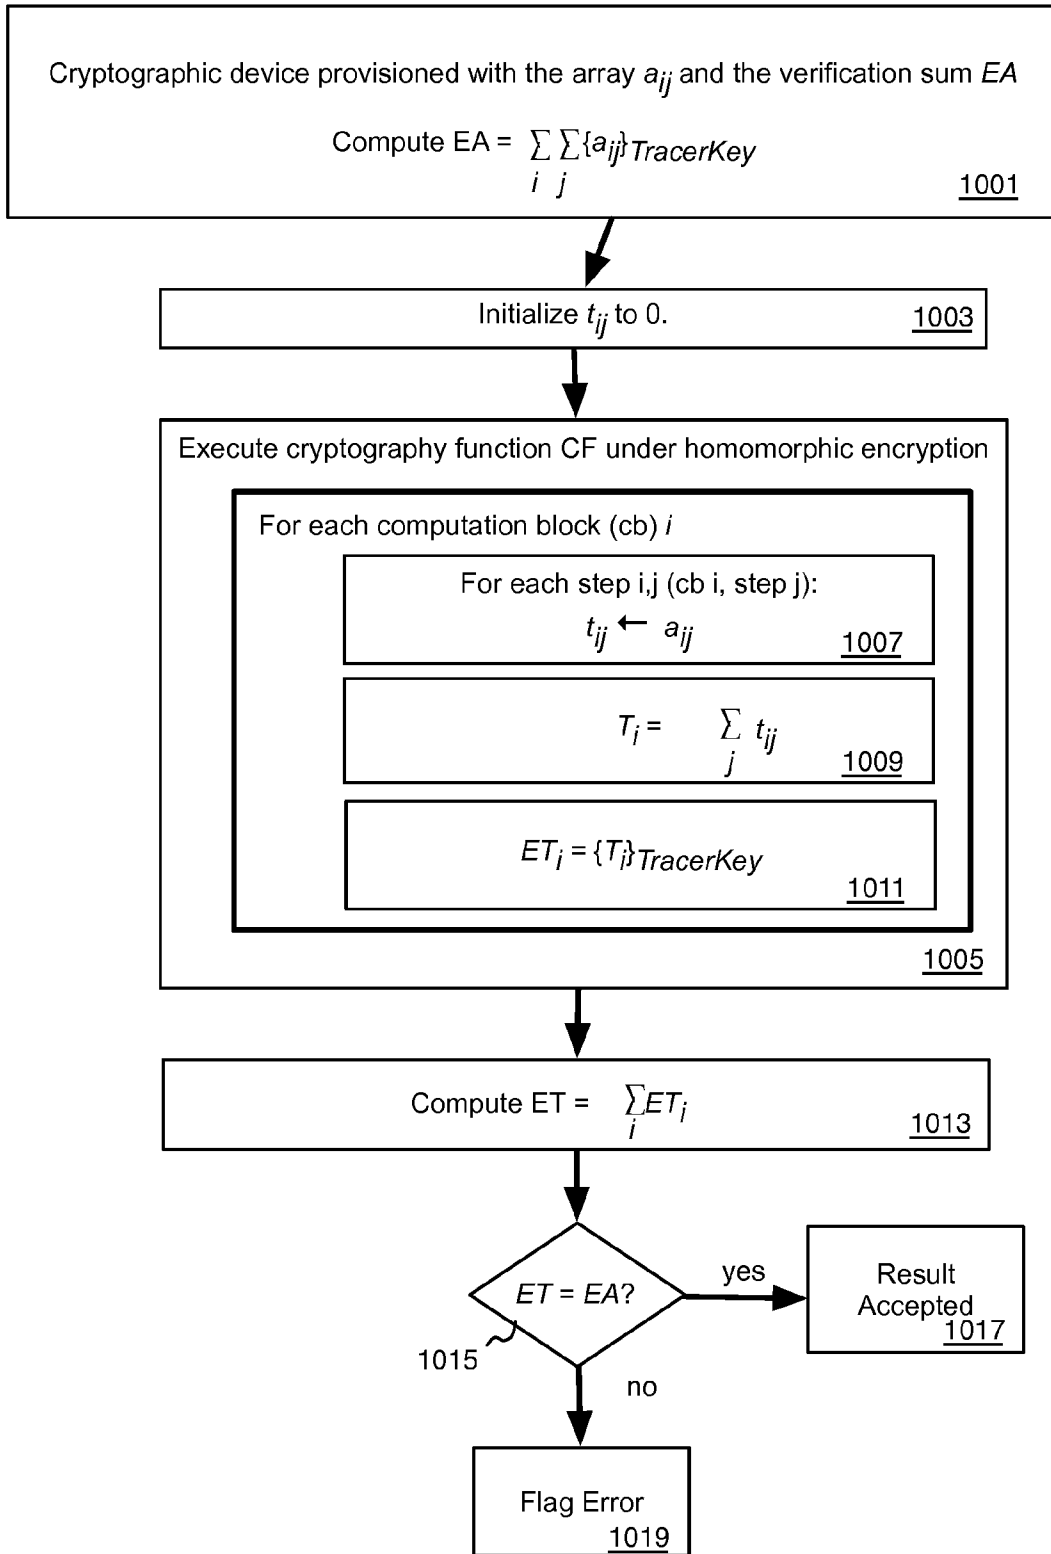 Cryptographic device provisioned with the array aij and the verification sum EA
Compute EA = ∑ ∑ {aij}TracerKey
i j
1001
Initialize tij to 0.
1003
Execute cryptography function CF under homomorphic encryption
For each computation block (cb) i
For each step i,j (cb i, step j):
tij ← aij
1007
Ti = ∑ tij
j
1009
ETi = {Ti}TracerKey
1011
1005
Compute ET = ∑ ETi
i
1013
ET = EA?
yes
1015
Result
Accepted
1017
no
Flag Error
1019